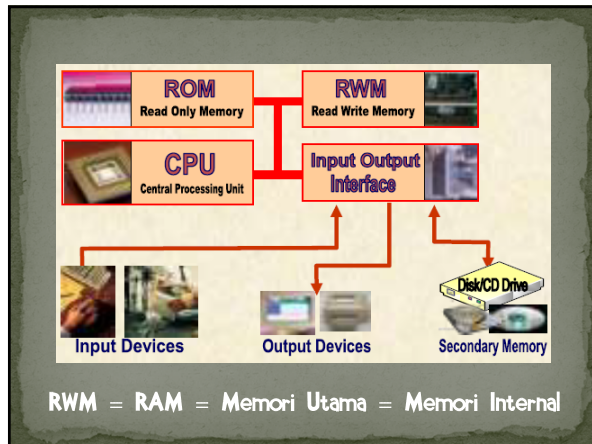 ROM
Read Only Memory
RWM
Read Write Memory
CPU
Central Processing Unit
Input Output
Interface
Disk/CD Drive
Input Devices
Output Devices
Secondary Memory
RWM = RAM = Memori Utama = Memori Internal